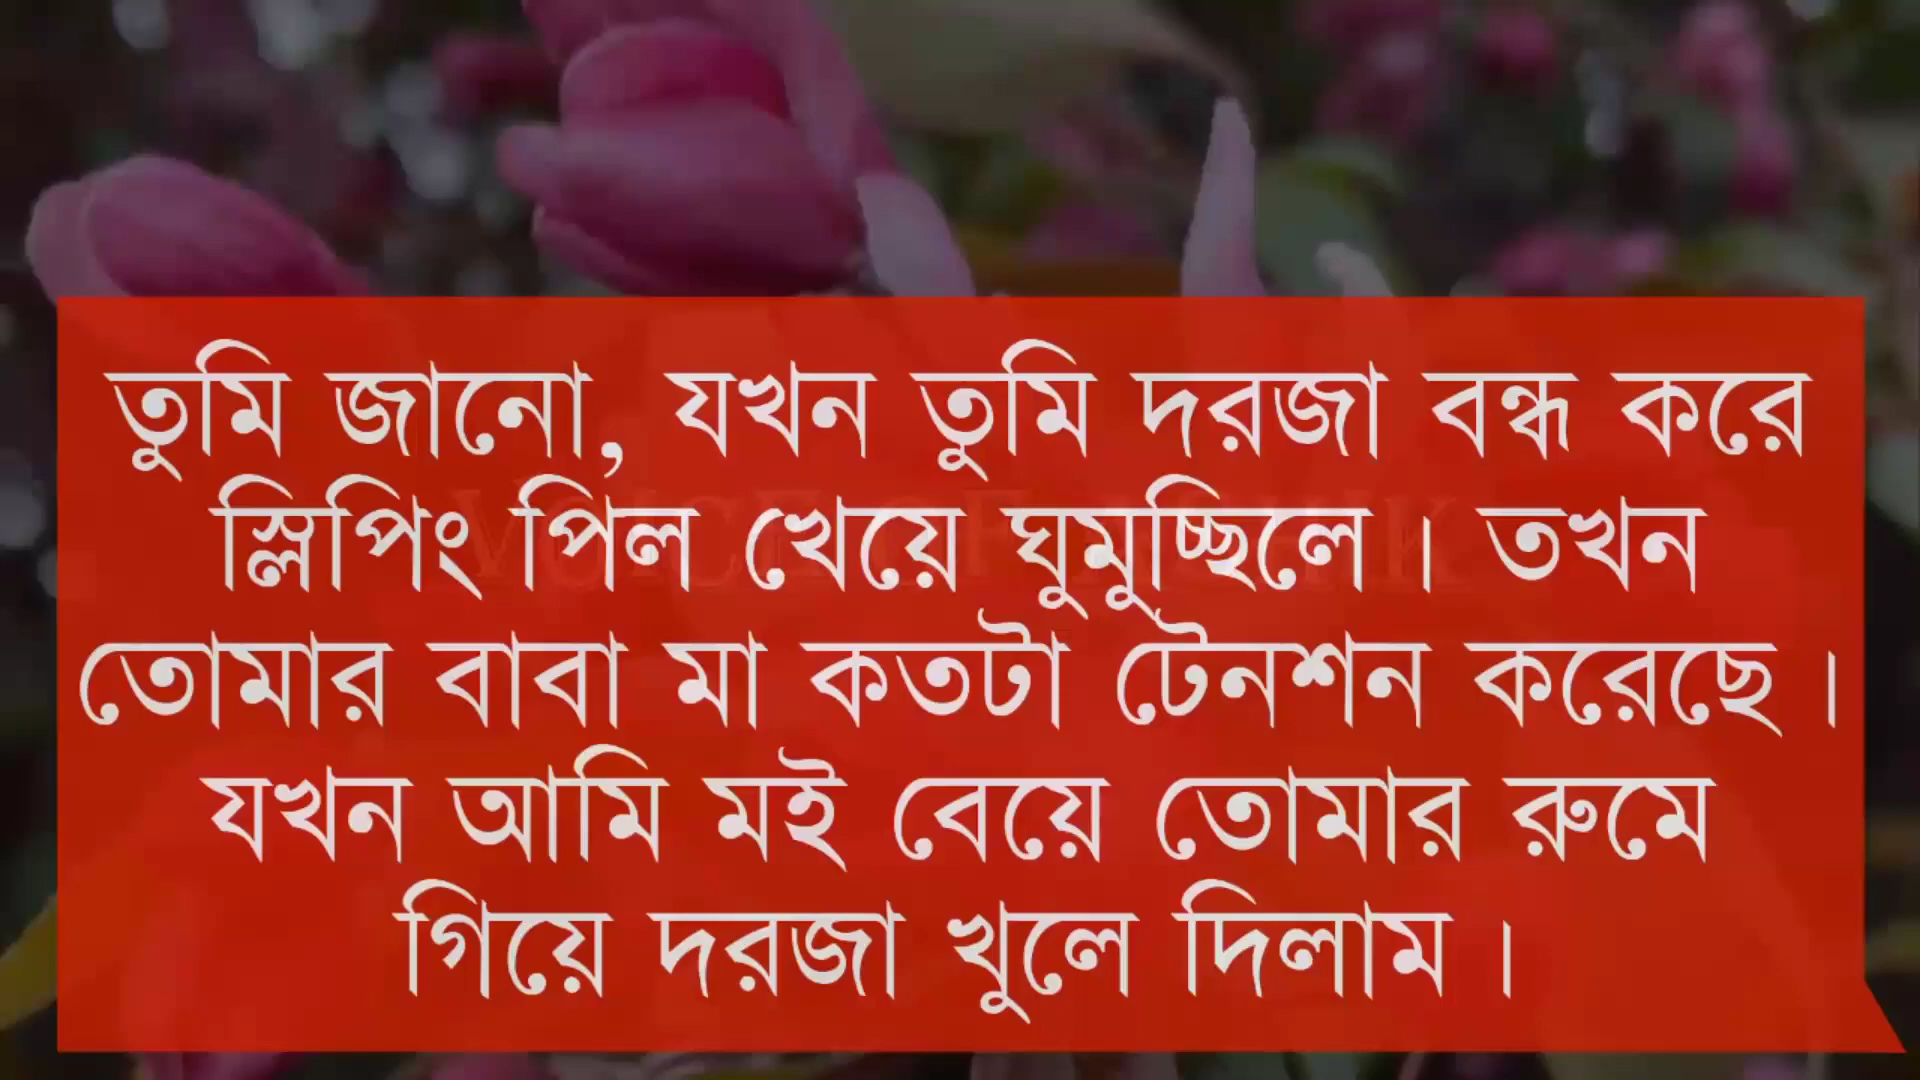 তুমি জানো, যখন তুমি দরজা বন্ধ করে
স্লিপিং পিল খেয়ে ঘুমুচ্ছিলে। তখন
তোমার বাবা মা কতটা টেনশন করেছে।
যখন আমি মই বেয়ে তোমার রুমে
গিয়ে দরজা খুলে দিলাম।